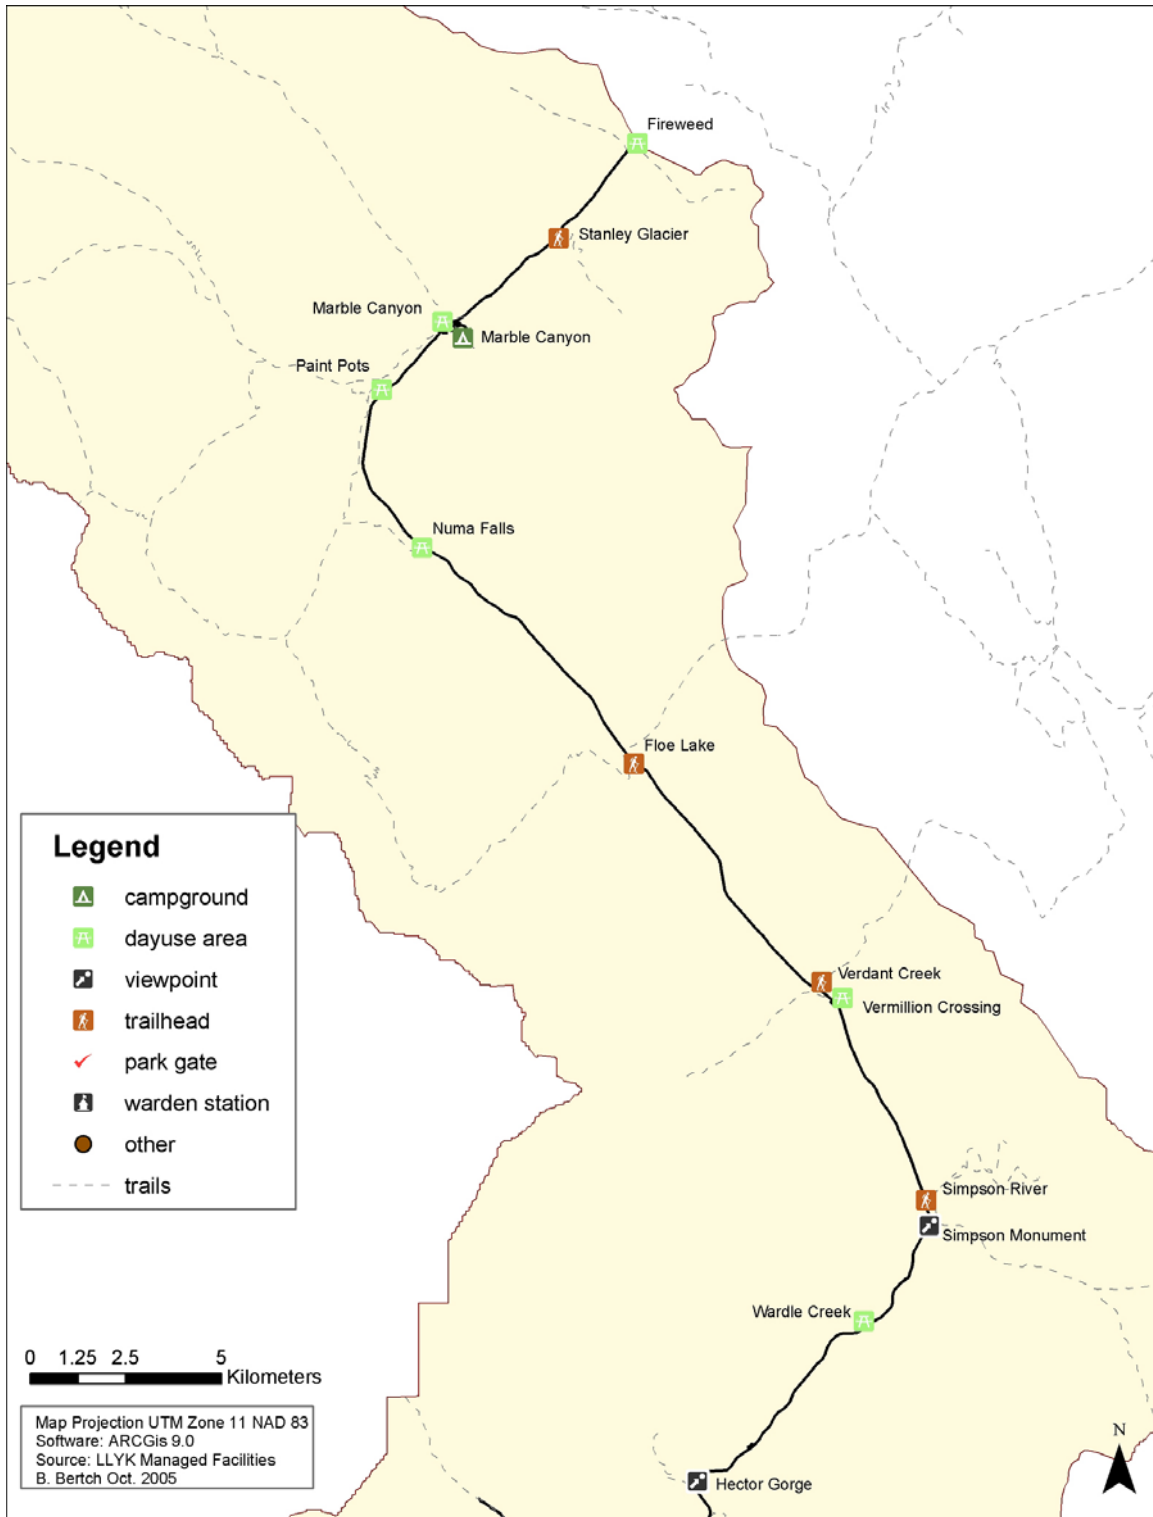 Fireweed
Stanley Glacier
Marble Canyon
Marble Canyon
Paint Pots
Numa Falls
Floe Lake
Verdant Creek
Vermillion Crossing
Simpson River
Simpson Monument
Wardle Creek
Hector Gorge
Legend
campground
dayuse area
viewpoint
trailhead
park gate
warden station
other
trails
0 1.25 2.5 5
Kilometers
Map Projection UTM Zone 11 NAD 83
Software: ARCGis 9.0
Source: LLYK Managed Facilities
B. Bertch Oct. 2005
N